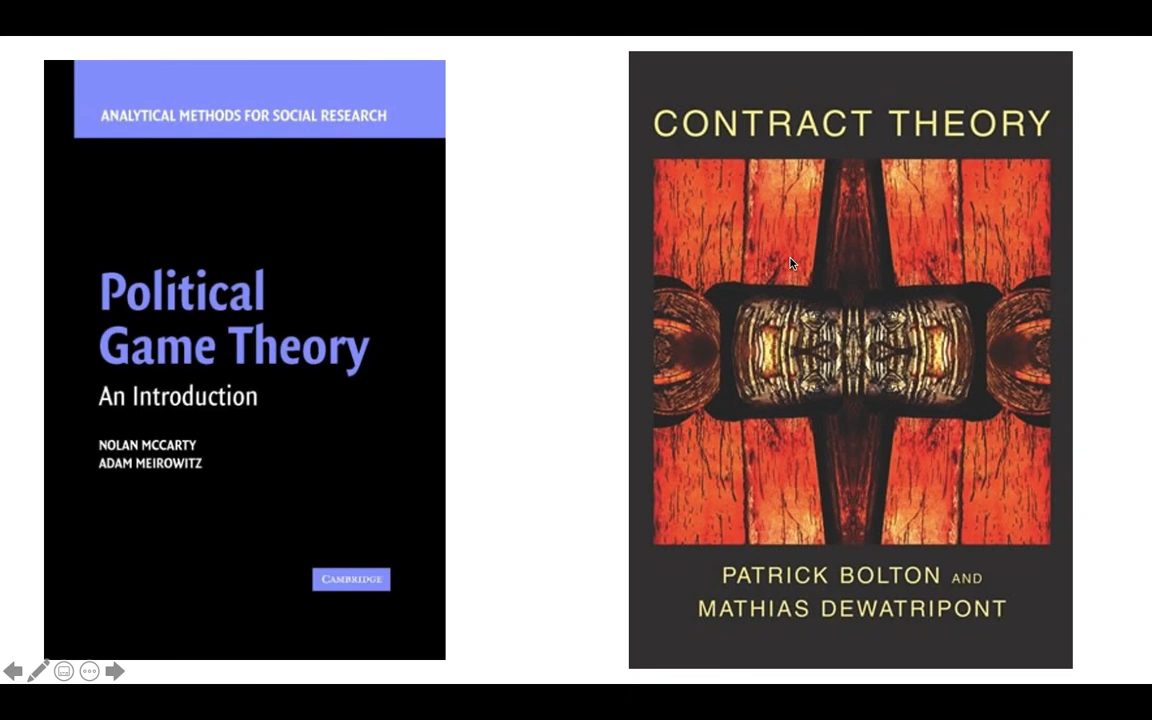 ANALYTICAL METHODS FOR SOCIAL RESEARCH
Political
Game Theory
An Introduction
NOLAN MCCARTY
ADAM MEIROWITZ
CAMBRIDGE
CONTRACT THEORY
PATRICK BOLTON AND
MATHIAS DEWATRIPONT